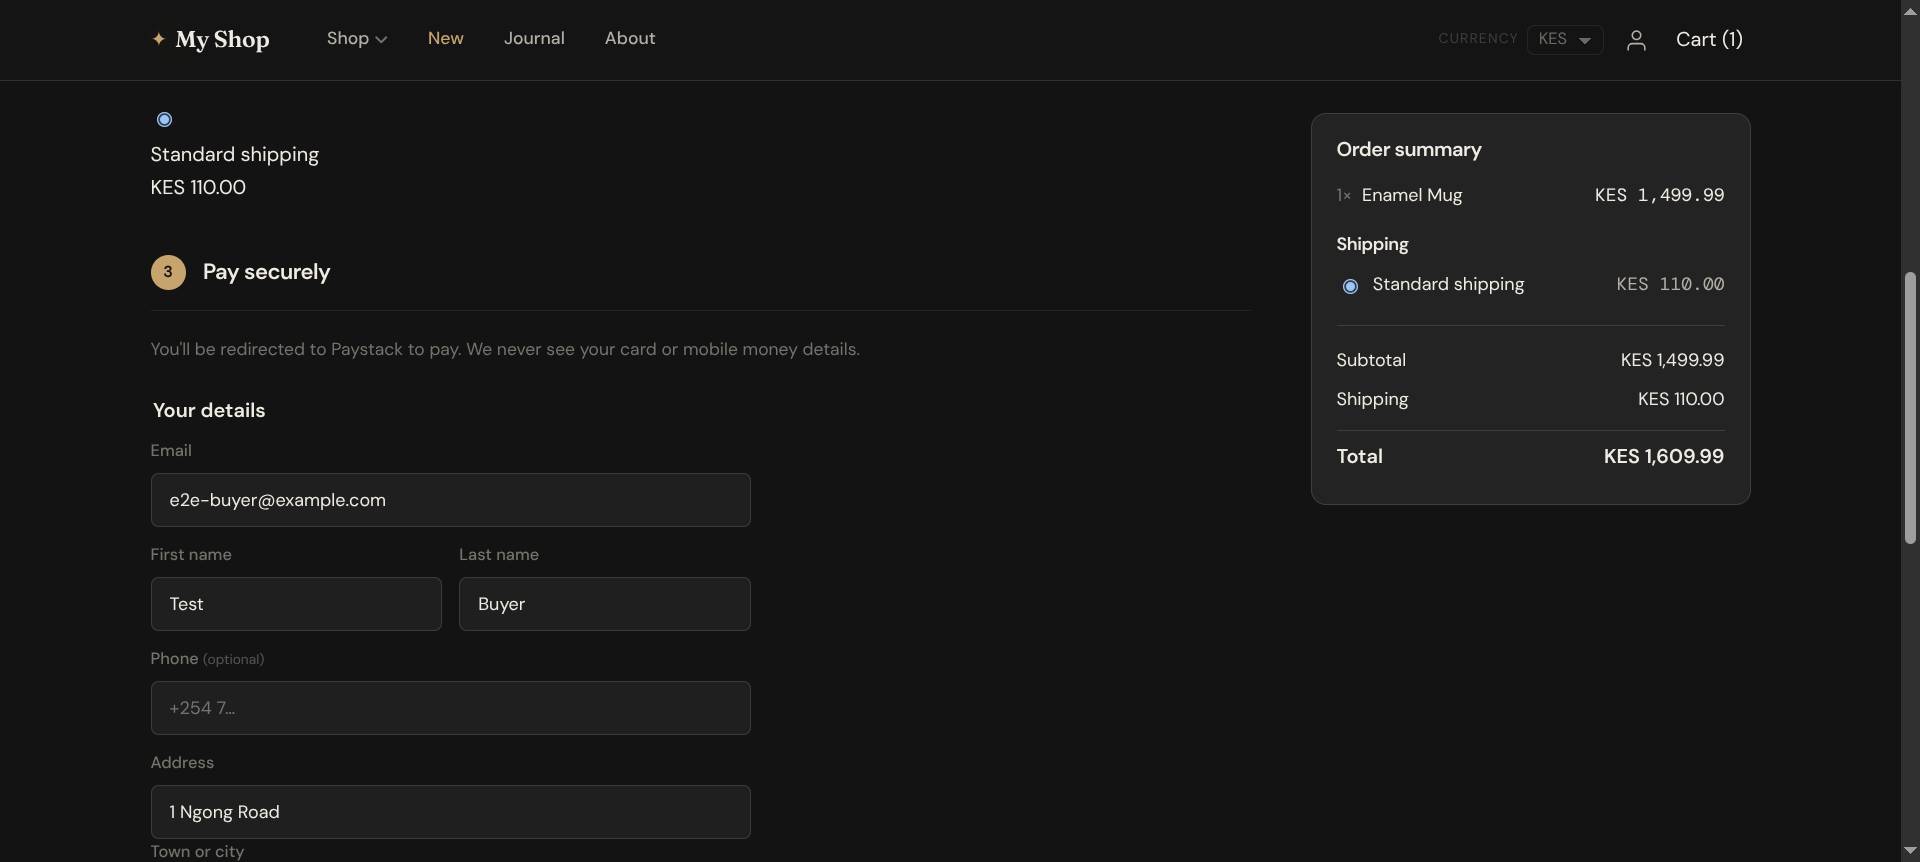 ✦ My Shop
Shop
New
Journal
About
CURRENCY
KES
Cart (1)
Standard shipping
KES 110.00
3 Pay securely
You'll be redirected to Paystack to pay. We never see your card or mobile money details.
Your details
Email
e2e-buyer@example.com
First name
Last name
Test
Buyer
Phone (optional)
+254 7...
Address
1 Ngong Road
Town or city
Order summary
1× Enamel Mug KES 1,499.99
Shipping
Standard shipping KES 110.00
Subtotal KES 1,499.99
Shipping KES 110.00
Total KES 1,609.99